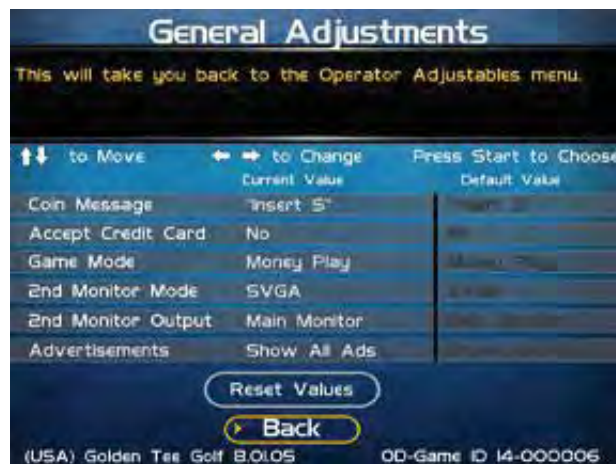 General Adjustments
This will take you back to the Operator Adjustables menu.
to Move to Change Press Start to Choose
Current Value Default Value
Coin Message "Insert $"
Accept Credit Card No
Game Mode Money Play
2nd Monitor Mode SVGA
2nd Monitor Output Main Monitor
Advertisements Show All Ads
Reset Values
Back
(USA) Golden Tee Golf 8.01.05 OD-Game ID 14-000006